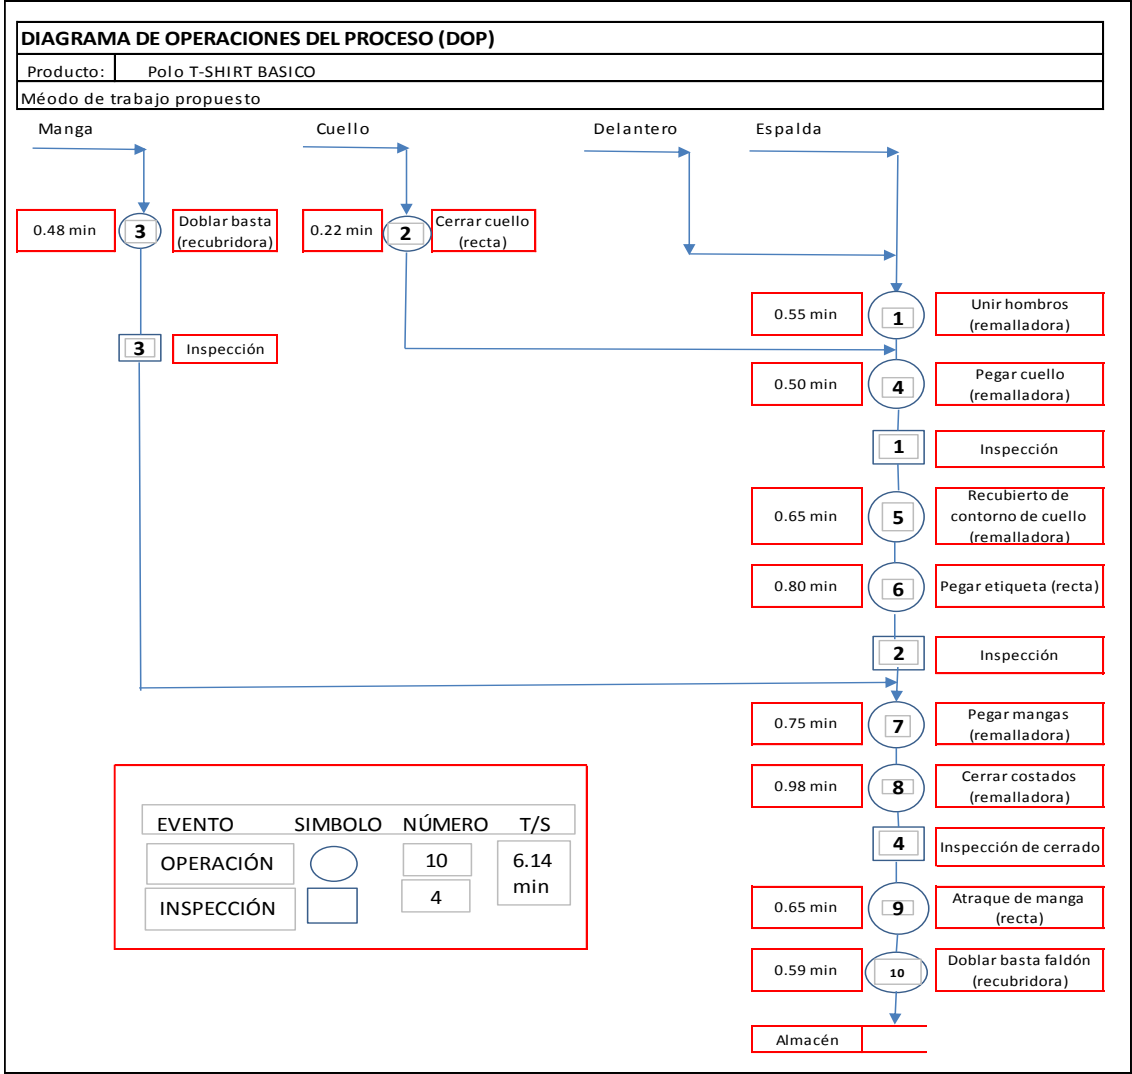 DIAGRAMA DE OPERACIONES DEL PROCESO (DOP)
Producto: Polo T-SHIRT BASICO
Méodo de trabajo propuesto
Manga Cuello Delantero Espalda
0.48 min
3
Doblar basta
(recubridora)
0.22 min
2
Cerrar cuello
(recta)
0.55 min
1
Unir hombros
(remalladora)
3
Inspección
0.50 min
4
Pegar cuello
(remalladora)
1
Inspección
0.65 min
5
Recubierto de
contorno de cuello
(remalladora)
0.80 min
6
Pegar etiqueta (recta)
2
Inspección
0.75 min
7
Pegar mangas
(remalladora)
0.98 min
8
Cerrar costados
(remalladora)
4
Inspección de cerrado
0.65 min
9
Atraque de manga
(recta)
0.59 min
10
Doblar basta faldón
(recubridora)
Almacén
EVENTO SIMBOLO NÚMERO T/S
OPERACIÓN 10 6.14
min
INSPECCIÓN 4